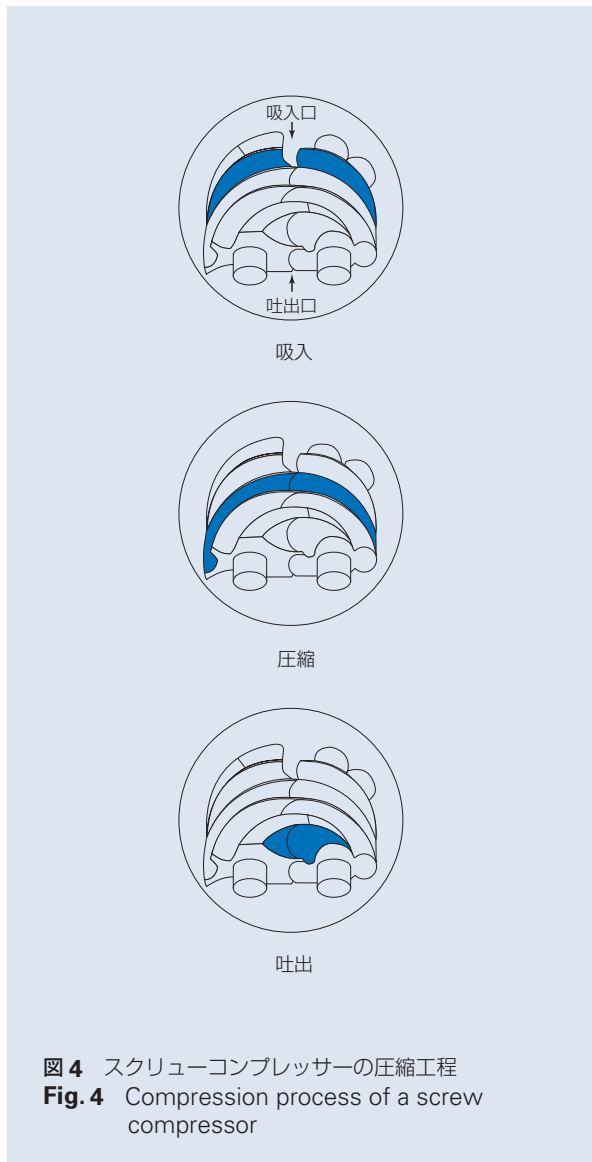 吸入口
吐出口
吸入
圧縮
吐出
図4 スクリューコンプレッサーの圧縮工程
Fig. 4 Compression process of a screw
compressor